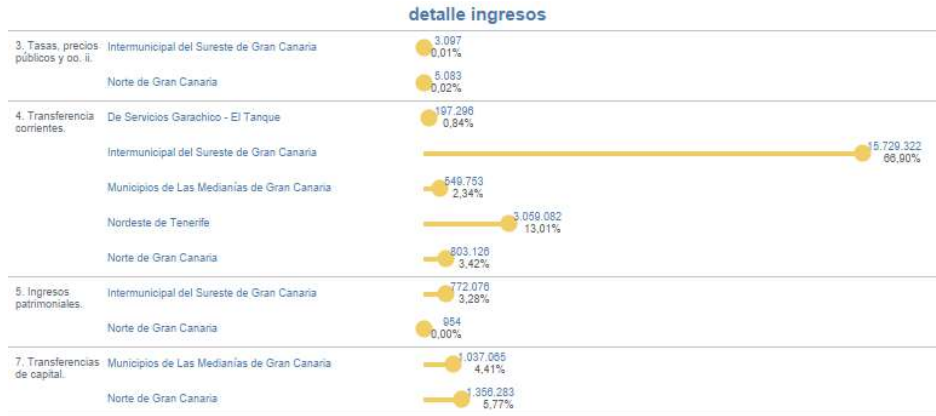 detalle ingresos
3. Tasas, precios públicos y oo. ii.
Intermunicipal del Sureste de Gran Canaria
3.097
0,01%
Norte de Gran Canaria
5.083
0,02%
4. Transferencia corrientes.
De Servicios Garachico - El Tanque
197.296
0,84%
Intermunicipal del Sureste de Gran Canaria
15.729.322
66,90%
Municipios de Las Medianías de Gran Canaria
549.753
2,34%
Nordeste de Tenerife
3.059.082
13,01%
Norte de Gran Canaria
803.126
3,42%
5. Ingresos patrimoniales.
Intermunicipal del Sureste de Gran Canaria
772.076
3,28%
Norte de Gran Canaria
954
0,00%
7. Transferencias de capital.
Municipios de Las Medianías de Gran Canaria
1.037.065
4,41%
Norte de Gran Canaria
1.356.283
5,77%